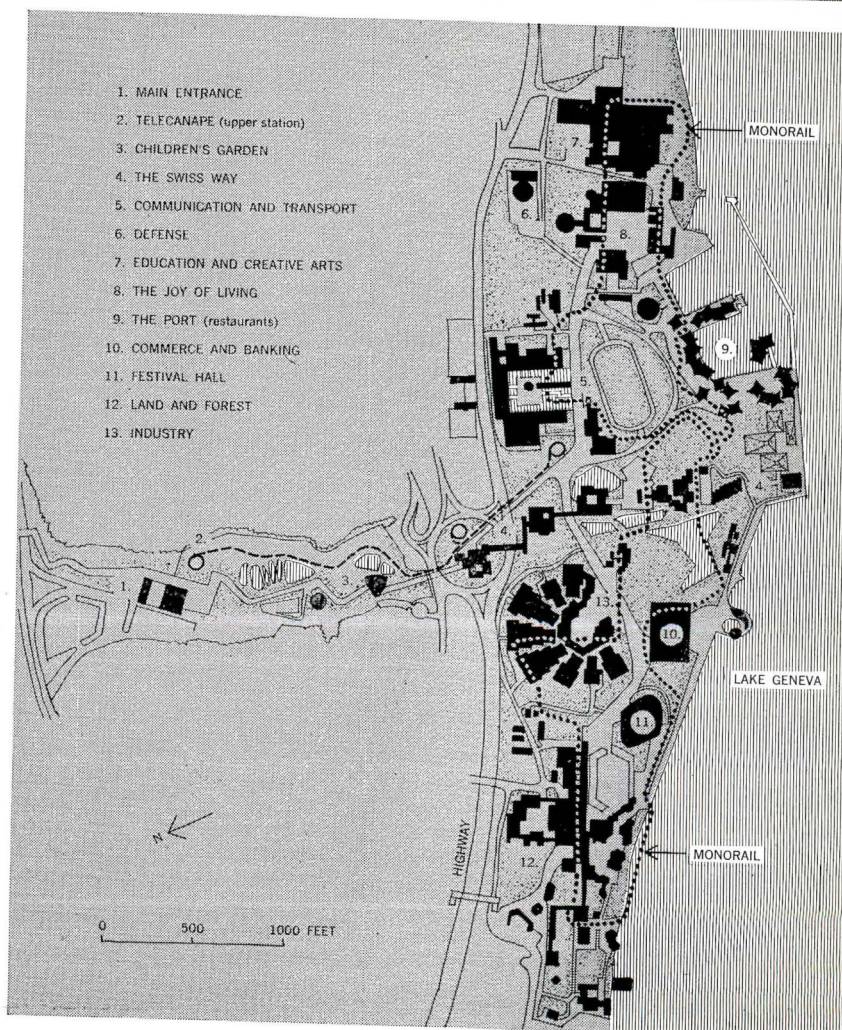 1. MAIN ENTRANCE
2. TELECANAPE (upper station)
3. CHILDREN'S GARDEN
4. THE SWISS WAY
5. COMMUNICATION AND TRANSPORT
6. DEFENSE
7. EDUCATION AND CREATIVE ARTS
8. THE JOY OF LIVING
9. THE PORT (restaurants)
10. COMMERCE AND BANKING
11. FESTIVAL HALL
12. LAND AND FOREST
13. INDUSTRY
MONORAIL
7.
6.
8.
9.
5.
4.
4.
2.
1.
3.
13.
10.
LAKE GENEVA
11.
N
HIGHWAY
12.
MONORAIL
0 500 1000 FEET